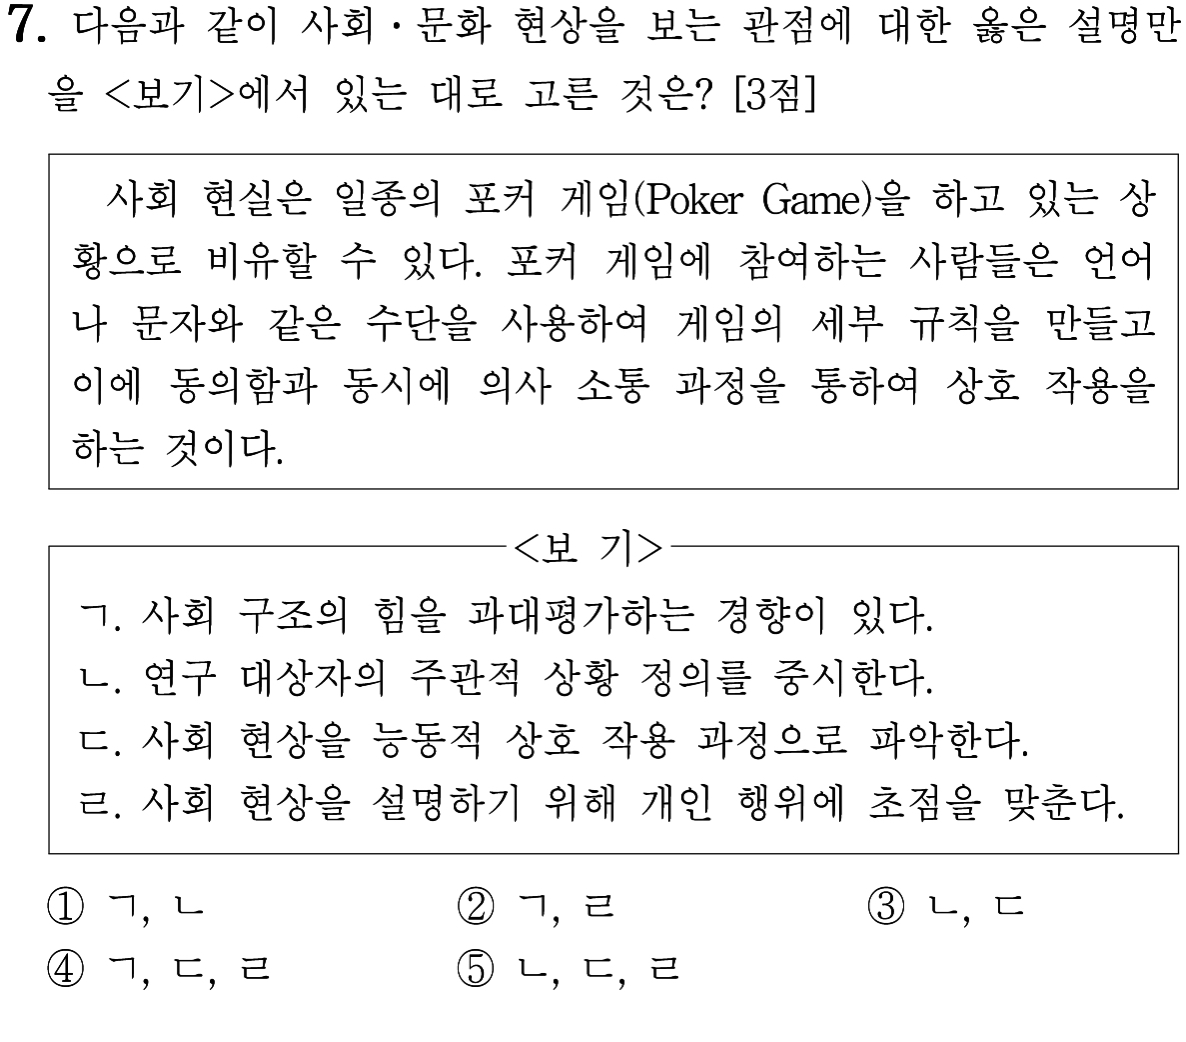 7. 다음과 같이 사회·문화 현상을 보는 관점에 대한 옳은 설명만
을 <보기>에서 있는 대로 고른 것은? [3점]
사회 현실은 일종의 포커 게임(Poker Game)을 하고 있는 상
황으로 비유할 수 있다. 포커 게임에 참여하는 사람들은 언어
나 문자와 같은 수단을 사용하여 게임의 세부 규칙을 만들고
이에 동의함과 동시에 의사 소통 과정을 통하여 상호 작용을
하는 것이다.
<보 기>
ㄱ. 사회 구조의 힘을 과대평가하는 경향이 있다.
ㄴ. 연구 대상자의 주관적 상황 정의를 중시한다.
ㄷ. 사회 현상을 능동적 상호 작용 과정으로 파악한다.
ㄹ. 사회 현상을 설명하기 위해 개인 행위에 초점을 맞춘다.
① ㄱ, ㄴ ② ㄱ, ㄹ ③ ㄴ, ㄷ
④ ㄱ, ㄷ, ㄹ ⑤ ㄴ, ㄷ, ㄹ